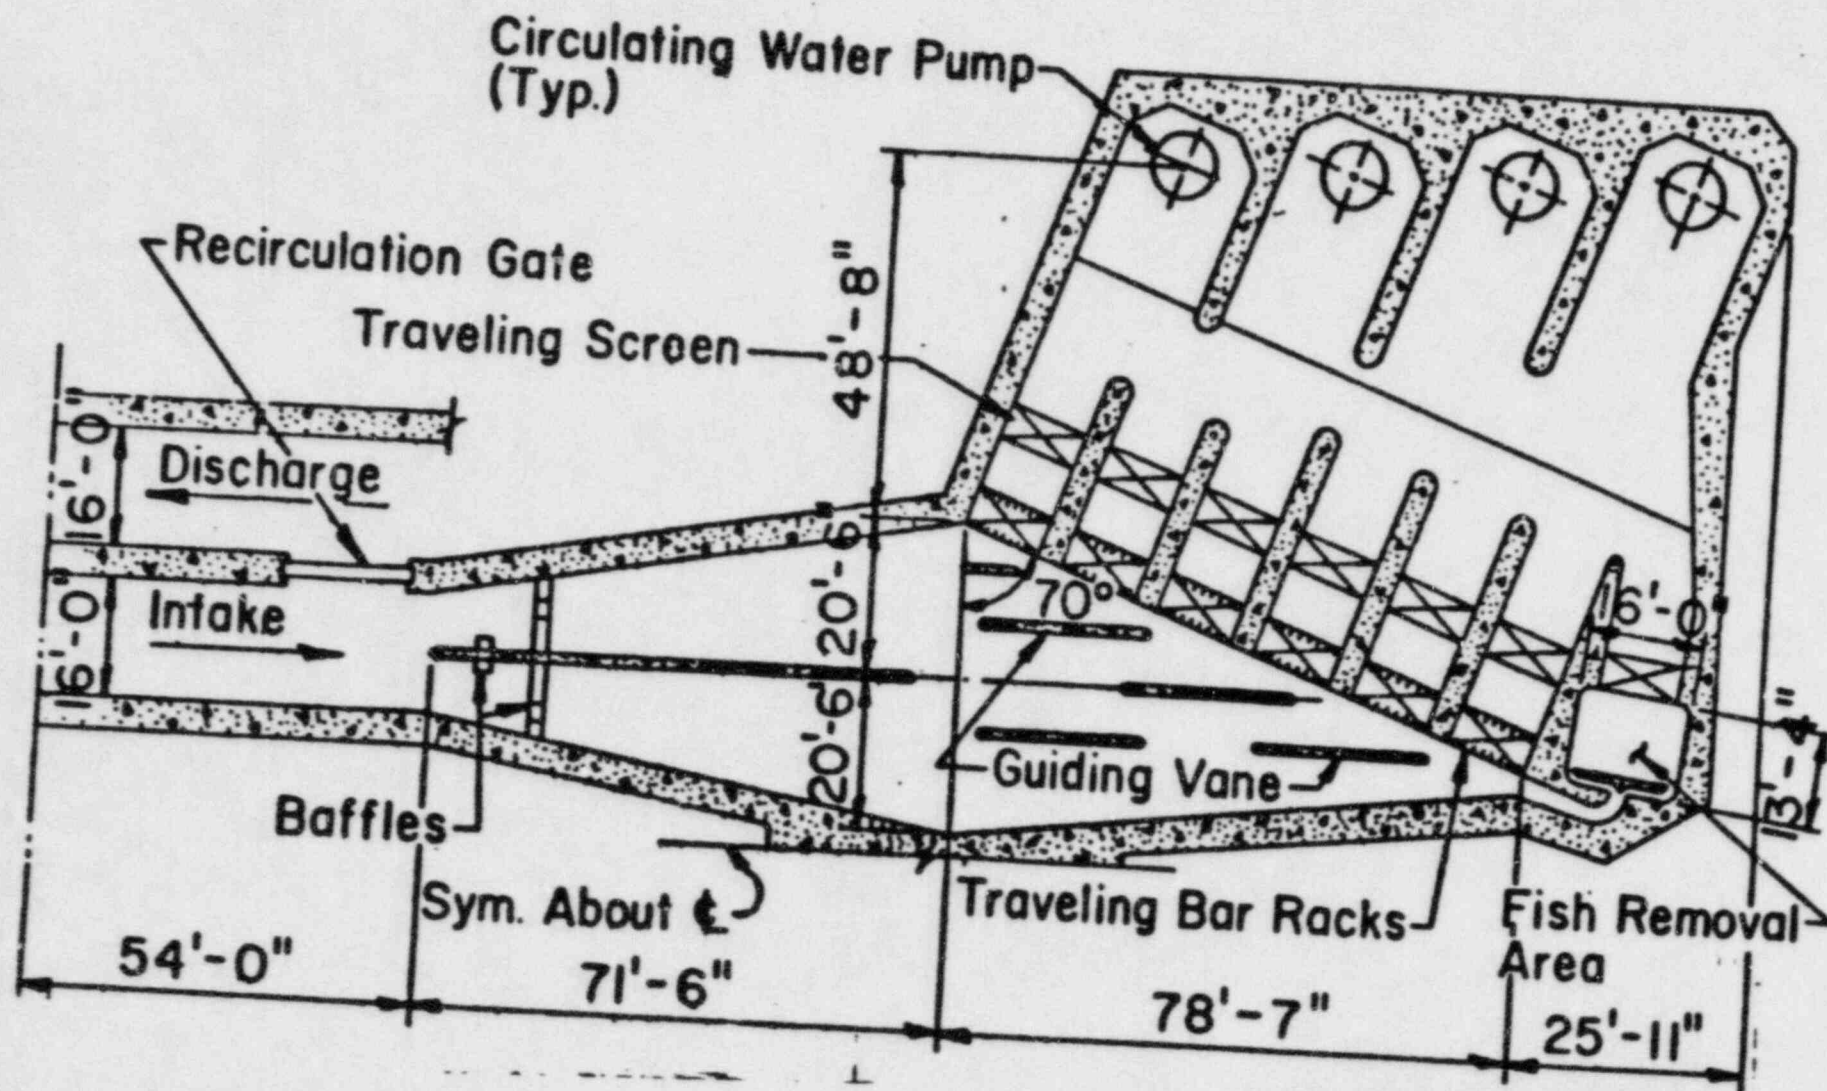 Circulating Water Pump
(Typ.)
Recirculation Gate
Traveling Screen
48'-8"
16'-0"
Discharge
Intake
16'-0"
20'-6"
70°
16'-0"
20'-6"
Guiding Vane
13'-4"
Baffles
Sym. About ℄
Traveling Bar Racks
Fish Removal
Area
54'-0"
71'-6"
78'-7"
25'-11"